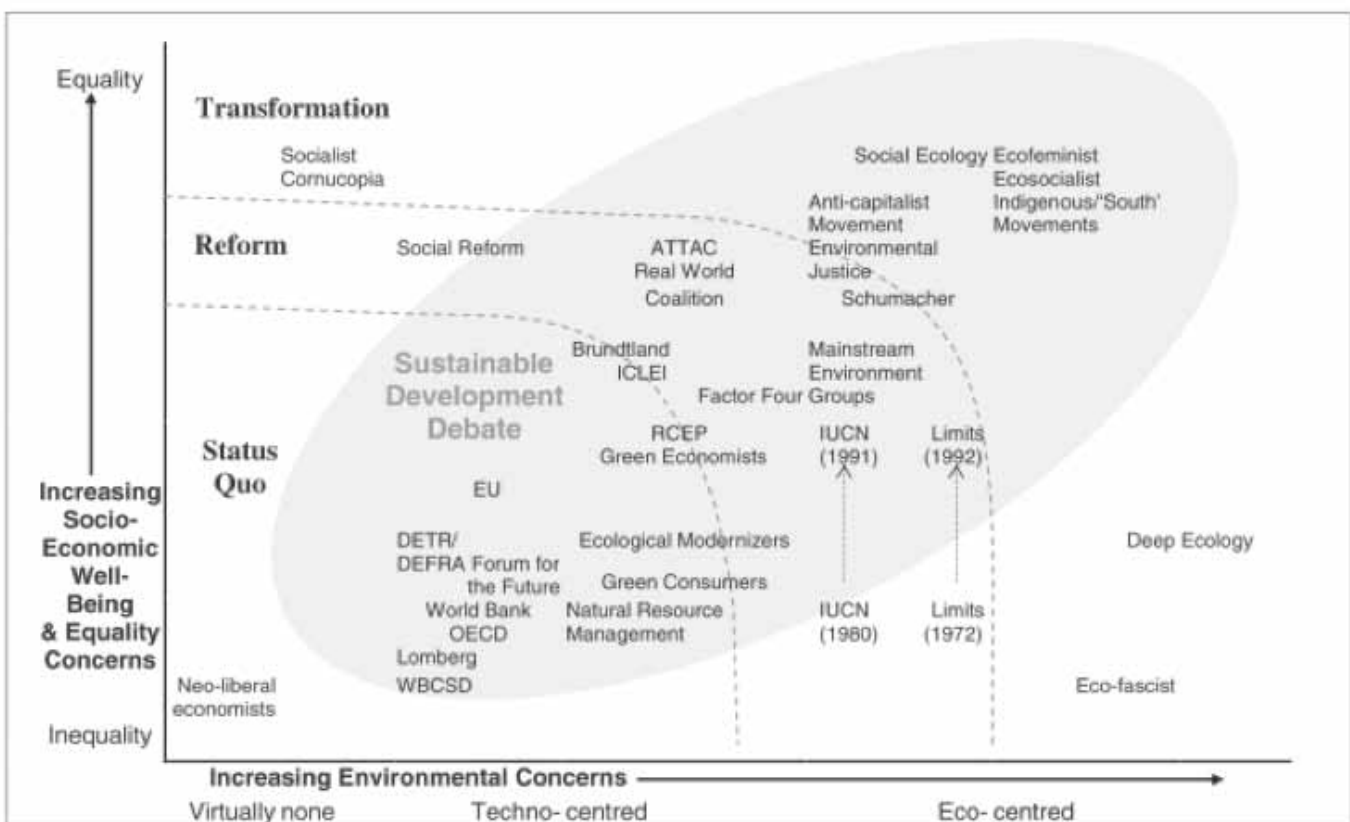 Equality
Transformation
Socialist
Cornucopia
Social Ecology Ecofeminist
Ecosocialist
Indigenous/"South'
Movements
Anti-capitalist
Movement
Environmental
Justice
Reform
Social Reform
ATTAC
Real World
Coalition
Schumacher
Sustainable
Development
Debate
Brundtland
ICLEI
Mainstream
Environment
Factor Four Groups
Status
Quo
RCEP
Green Economists
IUCN
(1991)
Limits
(1992)
EU
Increasing
Socio-
Economic
Well-
Being
& Equality
Concerns
DETR/
DEFRA Forum for
the Future
Ecological Modernizers
Green Consumers
Deep Ecology
World Bank
OECD
Natural Resource
Management
IUCN
(1980)
Limits
(1972)
Lomberg
WBCSD
Neo-liberal
economists
Eco-fascist
Inequality
Increasing Environmental Concerns
Virtually none
Techno- centred
Eco- centred